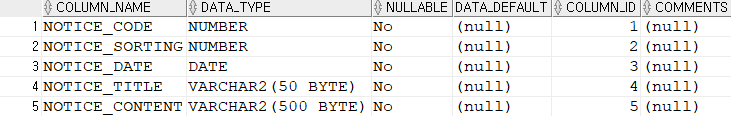 COLUMN_NAME DATA_TYPE NULLABLE DATA_DEFAULT COLUMN_ID COMMENTS
1 NOTICE_CODE NUMBER No (null) 1 (null)
2 NOTICE_SORTING NUMBER No (null) 2 (null)
3 NOTICE_DATE DATE No (null) 3 (null)
4 NOTICE_TITLE VARCHAR2(50 BYTE) No (null) 4 (null)
5 NOTICE_CONTENT VARCHAR2(500 BYTE) No (null) 5 (null)